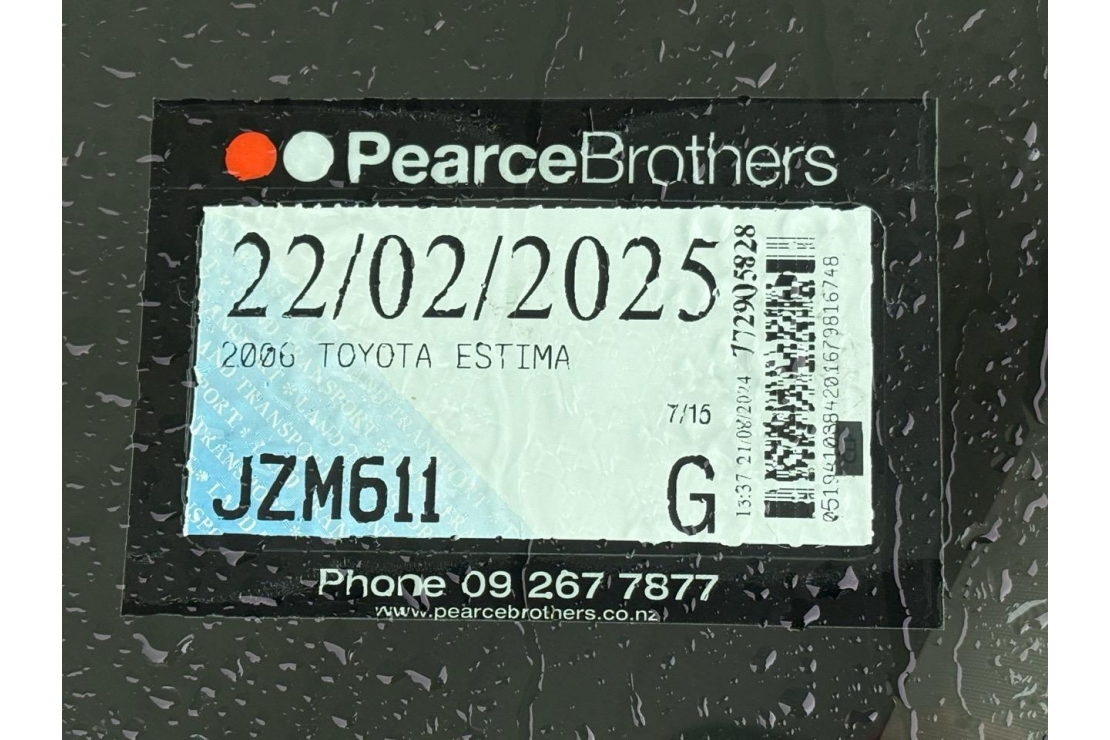 PearceBrothers
22/02/2025
2006 TOYOTA ESTIMA
7/15
JZM611
G
772905828
13:37 21/08/2024
Phone 09 267 7877
www.pearcebrothers.co.nz